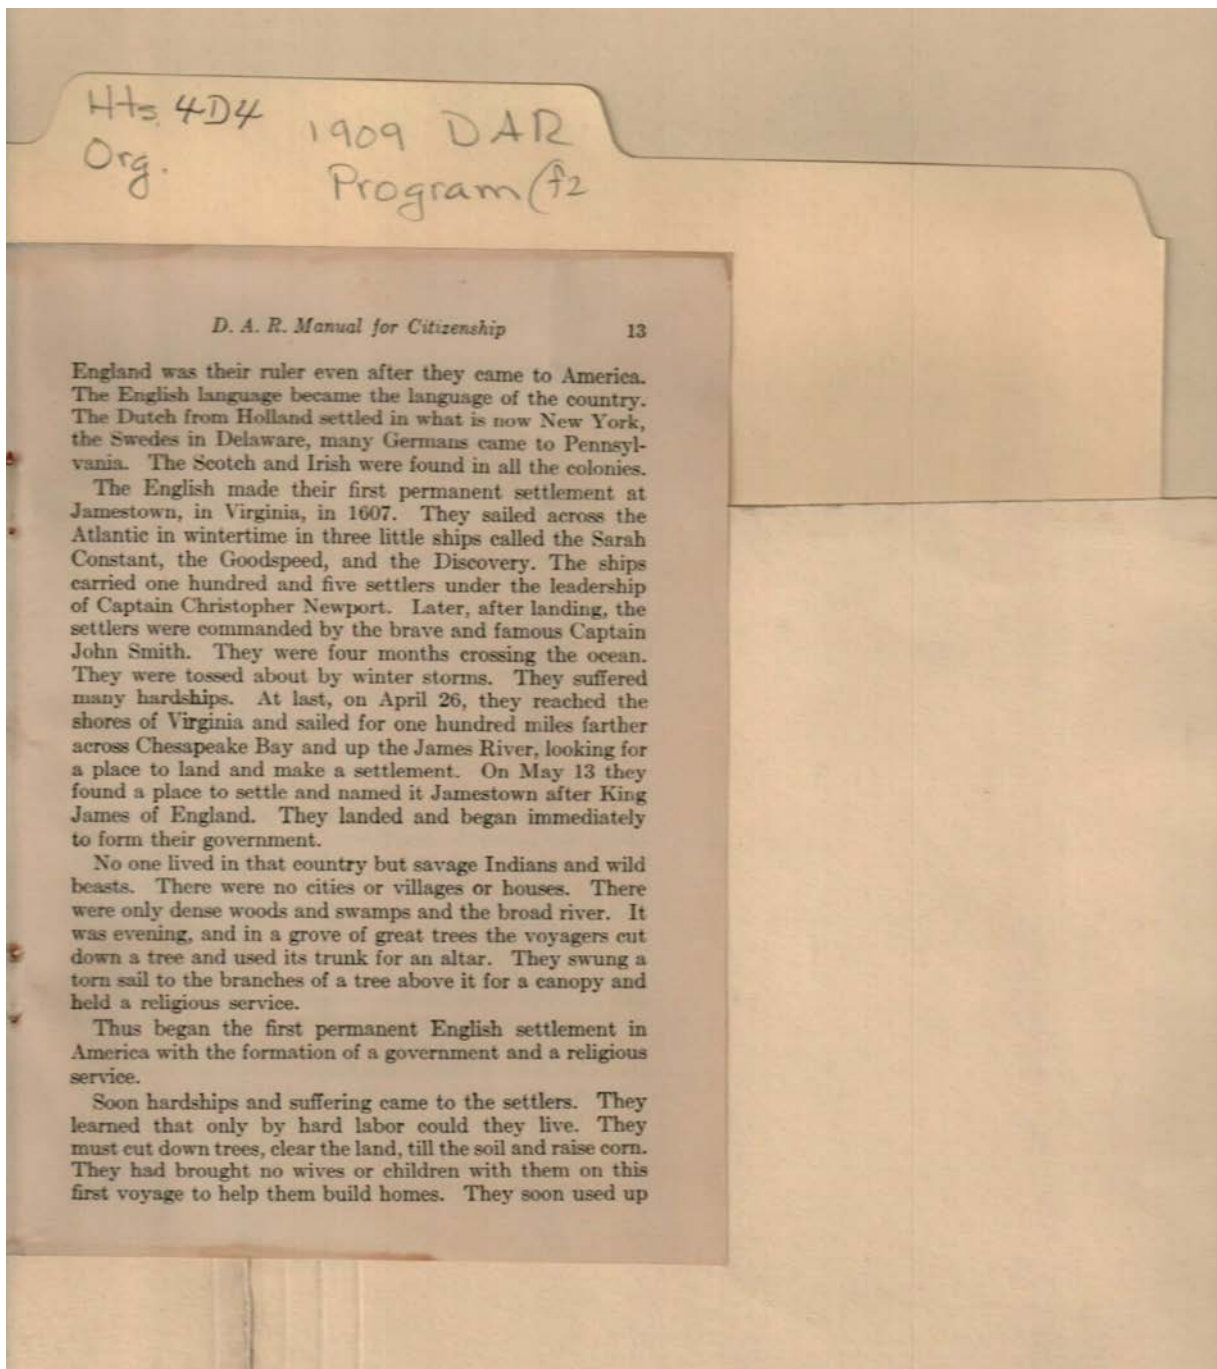 Hts. 4D4
Org.
1909 DAR
Program (f2
D. A. R. Manual for Citizenship 13
England was their ruler even after they came to America.
The English language became the language of the country.
The Dutch from Holland settled in what is now New York,
the Swedes in Delaware, many Germans came to Pennsyl-
vania. The Scotch and Irish were found in all the colonies.
The English made their first permanent settlement at
Jamestown, in Virginia, in 1607. They sailed across the
Atlantic in wintertime in three little ships called the Sarah
Constant, the Goodspeed, and the Discovery. The ships
carried one hundred and five settlers under the leadership
of Captain Christopher Newport. Later, after landing, the
settlers were commanded by the brave and famous Captain
John Smith. They were four months crossing the ocean.
They were tossed about by winter storms. They suffered
many hardships. At last, on April 26, they reached the
shores of Virginia and sailed for one hundred miles farther
across Chesapeake Bay and up the James River, looking for
a place to land and make a settlement. On May 13 they
found a place to settle and named it Jamestown after King
James of England. They landed and began immediately
to form their government.
No one lived in that country but savage Indians and wild
beasts. There were no cities or villages or houses. There
were only dense woods and swamps and the broad river. It
was evening, and in a grove of great trees the voyagers cut
down a tree and used its trunk for an altar. They swung a
torn sail to the branches of a tree above it for a canopy and
held a religious service.
Thus began the first permanent English settlement in
America with the formation of a government and a religious
service.
Soon hardships and suffering came to the settlers. They
learned that only by hard labor could they live. They
must cut down trees, clear the land, till the soil and raise corn.
They had brought no wives or children with them on this
first voyage to help them build homes. They soon used up